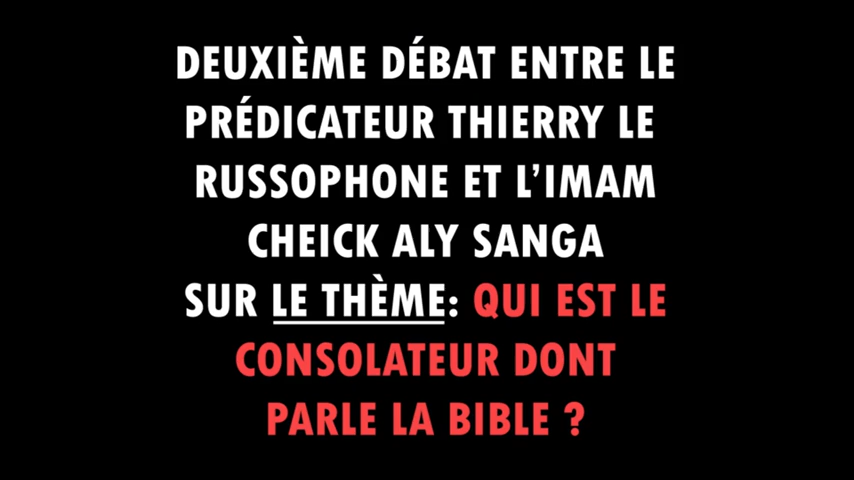 DEUXIÈME DÉBAT ENTRE LE
PRÉDICATEUR THIERRY LE
RUSSOPHONE ET L'IMAM
CHEICK ALY SANGA
SUR LE THÈME: QUI EST LE
CONSOLATEUR DONT
PARLE LA BIBLE ?